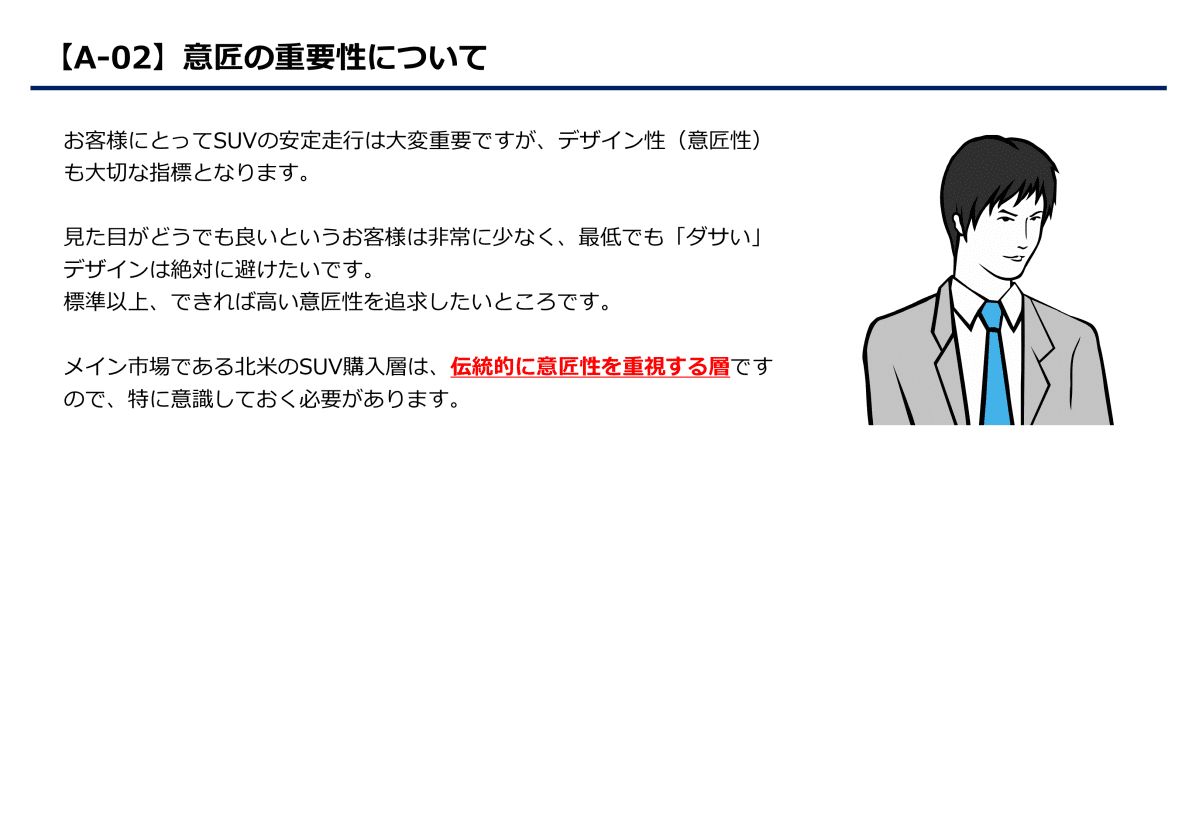 【A-02】意匠の重要性について
お客様にとってSUVの安定走行は大変重要ですが、デザイン性（意匠性）
も大切な指標となります。
見た目がどうでも良いというお客様は非常に少なく、最低でも「ダサい」
デザインは絶対に避けたいです。
標準以上、できれば高い意匠性を追求したいところです。
メイン市場である北米のSUV購入層は、伝統的に意匠性を重視する層です
ので、特に意識しておく必要があります。